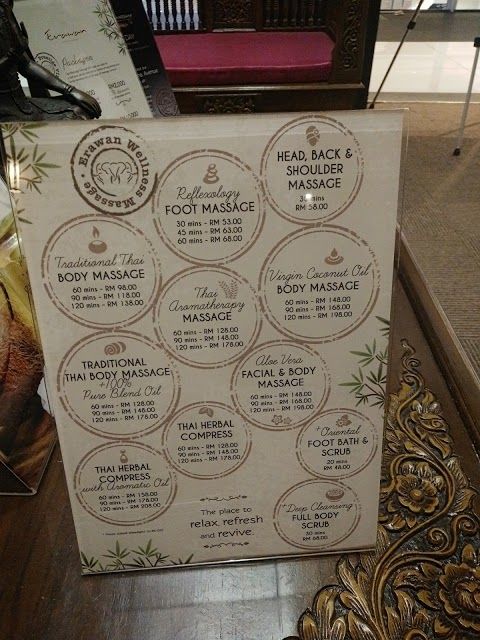 Erawan
Packages
Erawan Wellness Massage
Reflexology
FOOT MASSAGE
30 mins - RM 53.00
45 mins - RM 63.00
60 mins - RM 68.00
HEAD, BACK &
SHOULDER
MASSAGE
30 mins
RM 58.00
Traditional Thai
BODY MASSAGE
60 mins - RM 98.00
90 mins - RM 118.00
120 mins - RM 138.00
Thai
Aromatherapy
MASSAGE
60 mins - RM 128.00
90 mins - RM 148.00
120 mins - RM 178.00
Virgin Coconut Oil
BODY MASSAGE
60 mins - RM 148.00
90 mins - RM 168.00
120 mins - RM 198.00
TRADITIONAL
THAI BODY MASSAGE
+100%
Pure Blend Oil
60 mins - RM 128.00
90 mins - RM 148.00
120 mins - RM 178.00
Aloe Vera
FACIAL & BODY
MASSAGE
60 mins - RM 148.00
90 mins - RM 168.00
120 mins - RM 198.00
THAI HERBAL
COMPRESS
60 mins - RM 128.00
90 mins - RM 148.00
120 mins - RM 178.00
+Oriental
FOOT BATH &
SCRUB
20 mins
RM 48.00
THAI HERBAL
COMPRESS
with Aromatic Oil
60 mins - RM 158.00
90 mins - RM 178.00
120 mins - RM 208.00
The place to
relax, refresh
and revive.
+Deep Cleansing
FULL BODY
SCRUB
30 mins
RM 68.00